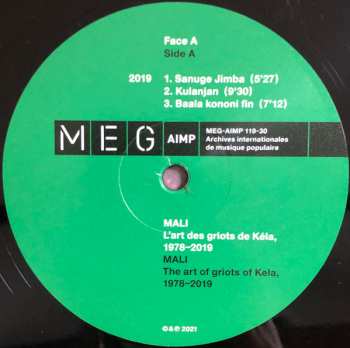 Face A
Side A
2019 1. Sanuge Jimba (5'27)
2. Kulanjan (9'30)
3. Baala kononi fin (7'12)
MEG AIMP
MEG-AIMP 119-30
Archives internationales
de musique populaire
MALI
L'art des griots de Kéla,
1978–2019
MALI
The art of griots of Kela,
1978–2019
©&℗ 2021